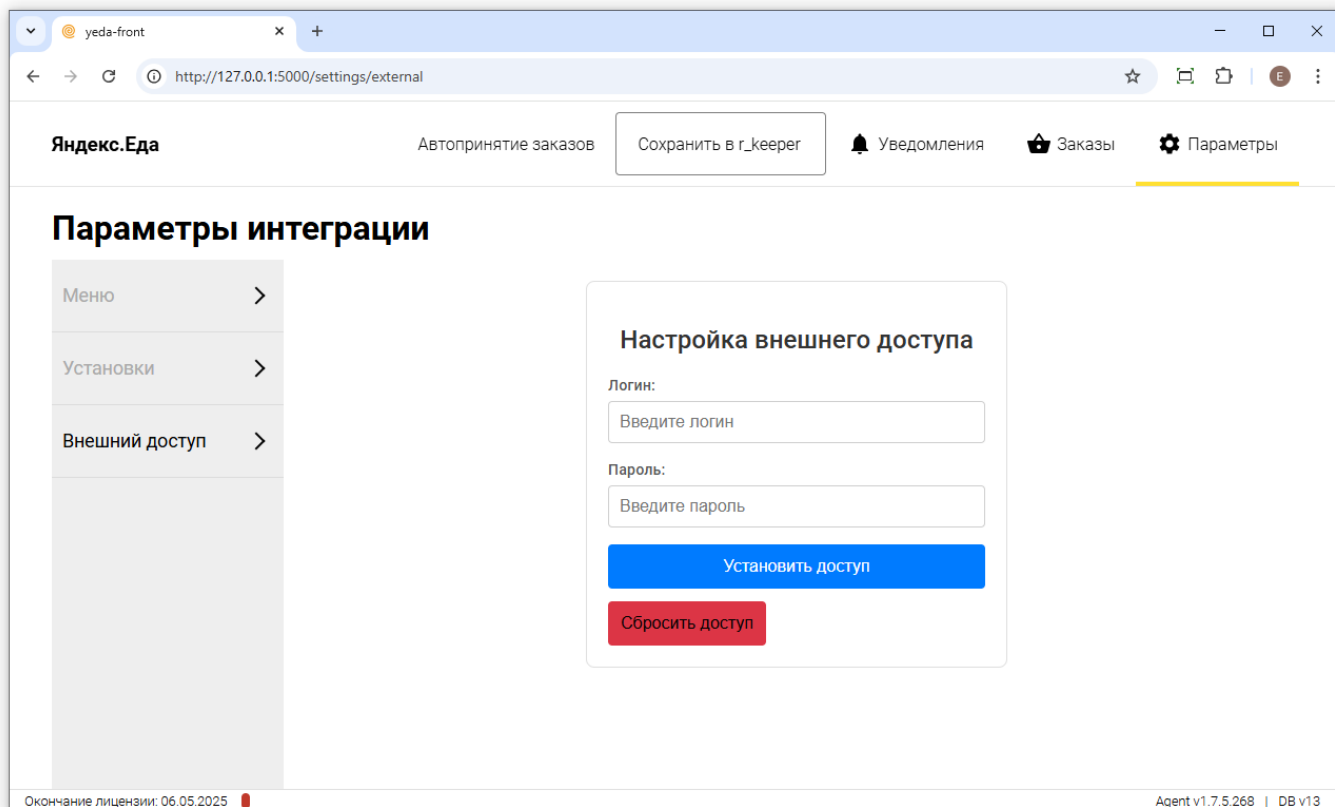 yeda-front
http://127.0.0.1:5000/settings/external
E
Яндекс.Еда
Автопринятие заказов
Сохранить в r_keeper
Уведомления
Заказы
Параметры
Параметры интеграции
Меню
Установки
Внешний доступ
Настройка внешнего доступа
Логин:
Введите логин
Пароль:
Введите пароль
Установить доступ
Сбросить доступ
Окончание лицензии: 06.05.2025
Agent v1.7.5.268 | DB v13